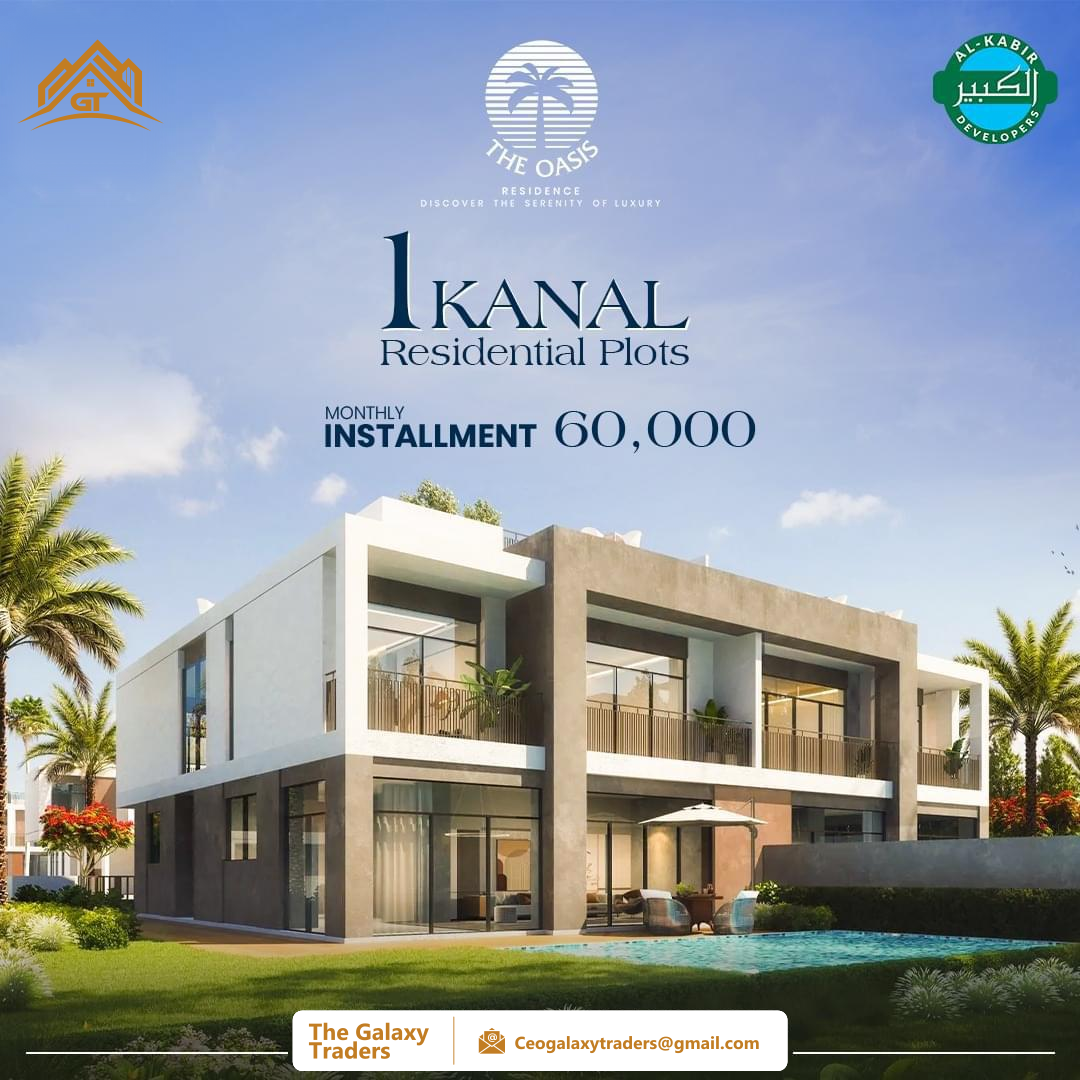 GT
THE OASIS
RESIDENCE
DISCOVER THE SERENITY OF LUXURY
AL-KABIR
الكبير
DEVELOPERS
1 KANAL
Residential Plots
MONTHLY
INSTALLMENT 60,000
The Galaxy
Traders
Ceogalaxytraders@gmail.com